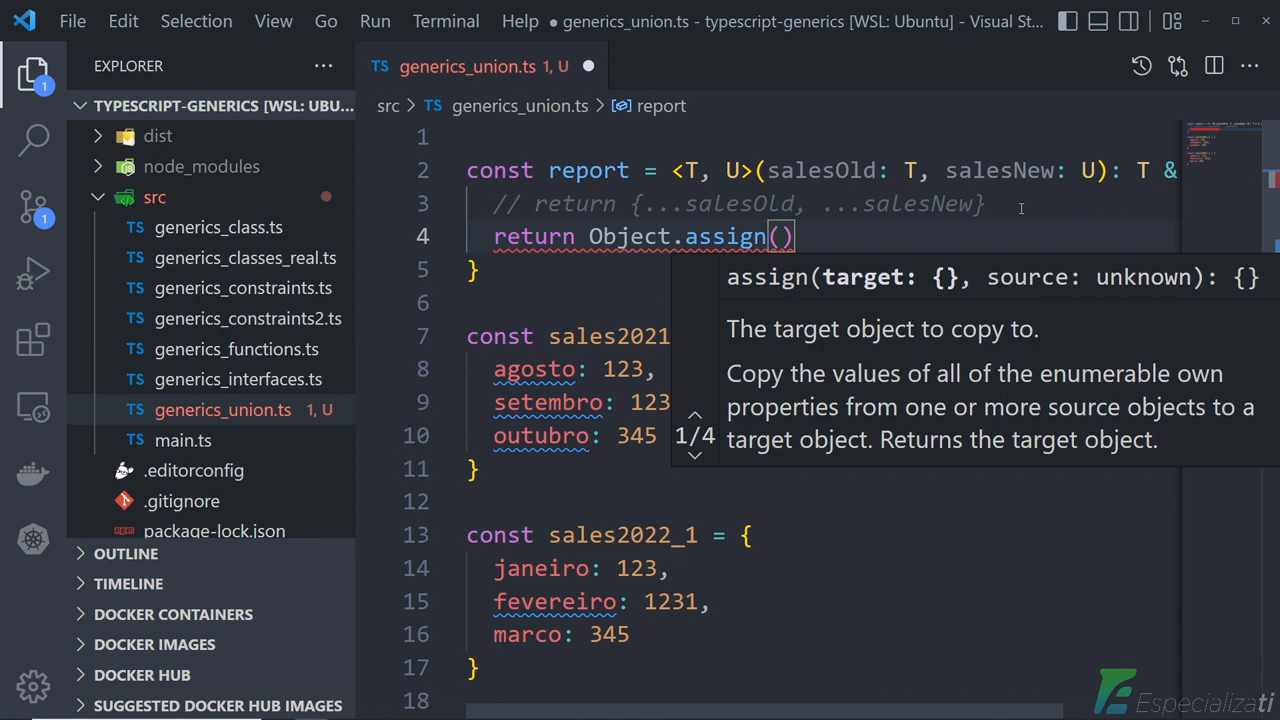 File Edit Selection View Go Run Terminal Help ● generics_union.ts - typescript-generics [WSL: Ubuntu] - Visual St...
EXPLORER
TS generics_union.ts 1, U
1
TYPESCRIPT-GENERICS [WSL: UBU...
src > TS generics_union.ts > report
dist
node_modules
src
TS generics_class.ts
TS generics_classes_real.ts
TS generics_constraints.ts
TS generics_constraints2.ts
TS generics_functions.ts
TS generics_interfaces.ts
TS generics_union.ts 1, U
TS main.ts
.editorconfig
.gitignore
package-lock.json
1
OUTLINE
TIMELINE
DOCKER CONTAINERS
DOCKER IMAGES
DOCKER HUB
SUGGESTED DOCKER HUB IMAGES
1
2 const report = <T, U>(salesOld: T, salesNew: U): T &
3 // return {...salesOld, ...salesNew}
4 return Object.assign()
5 }
6
7 const sales2021
8 agosto: 123,
9 setembro: 123
10 outubro: 345
11 }
12
13 const sales2022_1 = {
14 janeiro: 123,
15 fevereiro: 1231,
16 marco: 345
17 }
18
assign(target: {}, source: unknown): {}
The target object to copy to.
Copy the values of all of the enumerable own
properties from one or more source objects to a
1/4
target object. Returns the target object.
Especializati